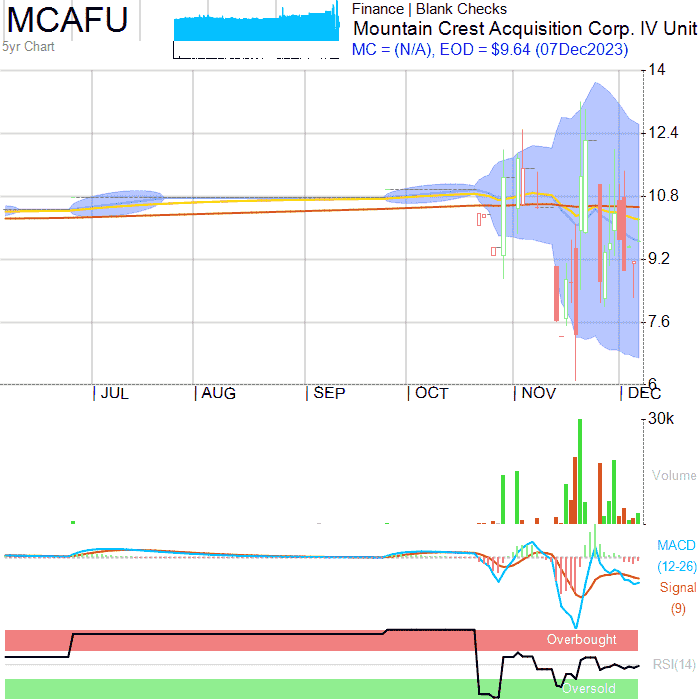 MCAFU
5yr Chart
Finance | Blank Checks
Mountain Crest Acquisition Corp. IV Unit
MC = (N/A), EOD = $9.64 (07Dec2023)
14
12.4
10.8
9.2
7.6
6
JUL
AUG
SEP
OCT
NOV
DEC
30k
Volume
MACD
(12-26)
Signal
(9)
Overbought
RSI(14)
Oversold